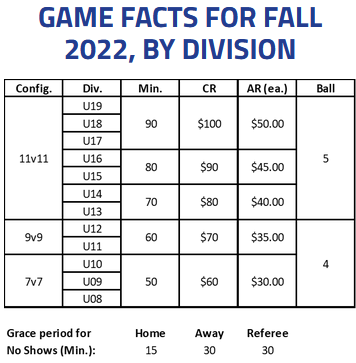 GAME FACTS FOR FALL
2022, BY DIVISION
Config. Div. Min. CR AR (ea.) Ball
11v11 U19 90 $100 $50.00 5
U18
U17
U16 80 $90 $45.00
U15
U14 70 $80 $40.00
U13
9v9 U12 60 $70 $35.00 4
U11
7v7 U10 50 $60 $30.00
U09
U08
Grace period for Home Away Referee
No Shows (Min.): 15 30 30